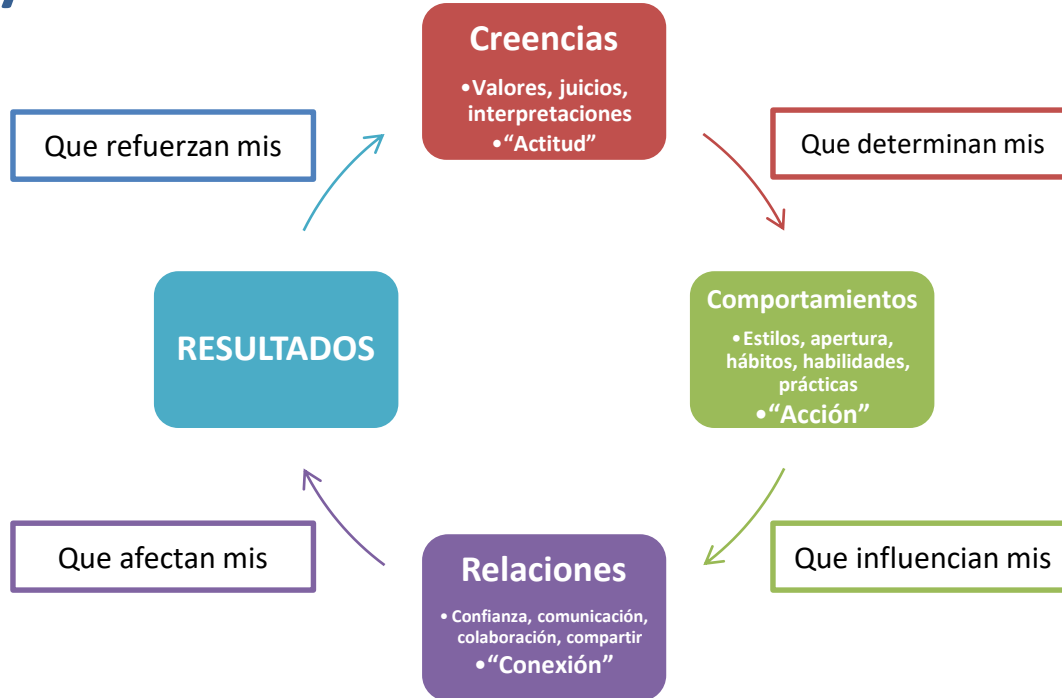 Creencias
•Valores, juicios,
interpretaciones
•“Actitud”
Que refuerzan mis
Que determinan mis
RESULTADOS
Comportamientos
•Estilos, apertura,
hábitos, habilidades,
prácticas
•“Acción”
Que afectan mis
Que influencian mis
Relaciones
• Confianza, comunicación,
colaboración, compartir
•“Conexión”